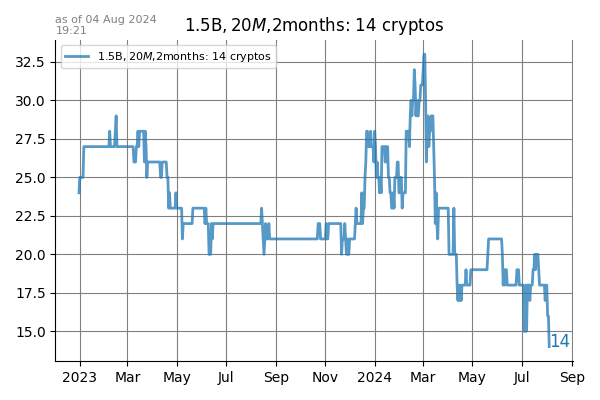 as of 04 Aug 2024
19:21
1.5B, 20M,2months: 14 cryptos
1.5B, 20M,2months: 14 cryptos
32.5
30.0
27.5
25.0
22.5
20.0
17.5
15.0
14
2023 Mar May Jul Sep Nov 2024 Mar May Jul Sep